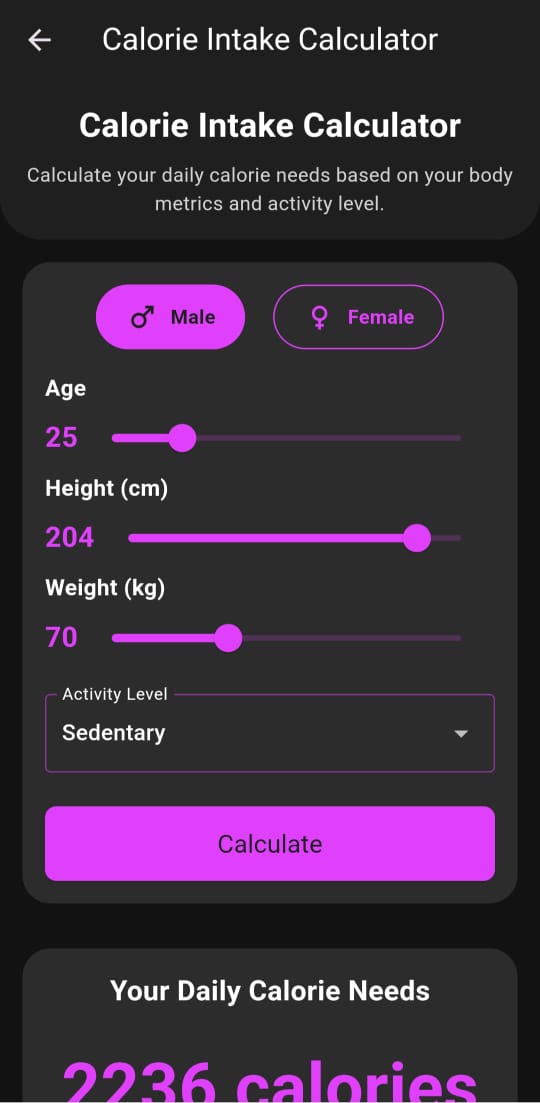 Calorie Intake Calculator
Calorie Intake Calculator
Calculate your daily calorie needs based on your body
metrics and activity level.
Male
Female
Age
25
Height (cm)
204
Weight (kg)
70
Activity Level
Sedentary
Calculate
Your Daily Calorie Needs
2236 calories